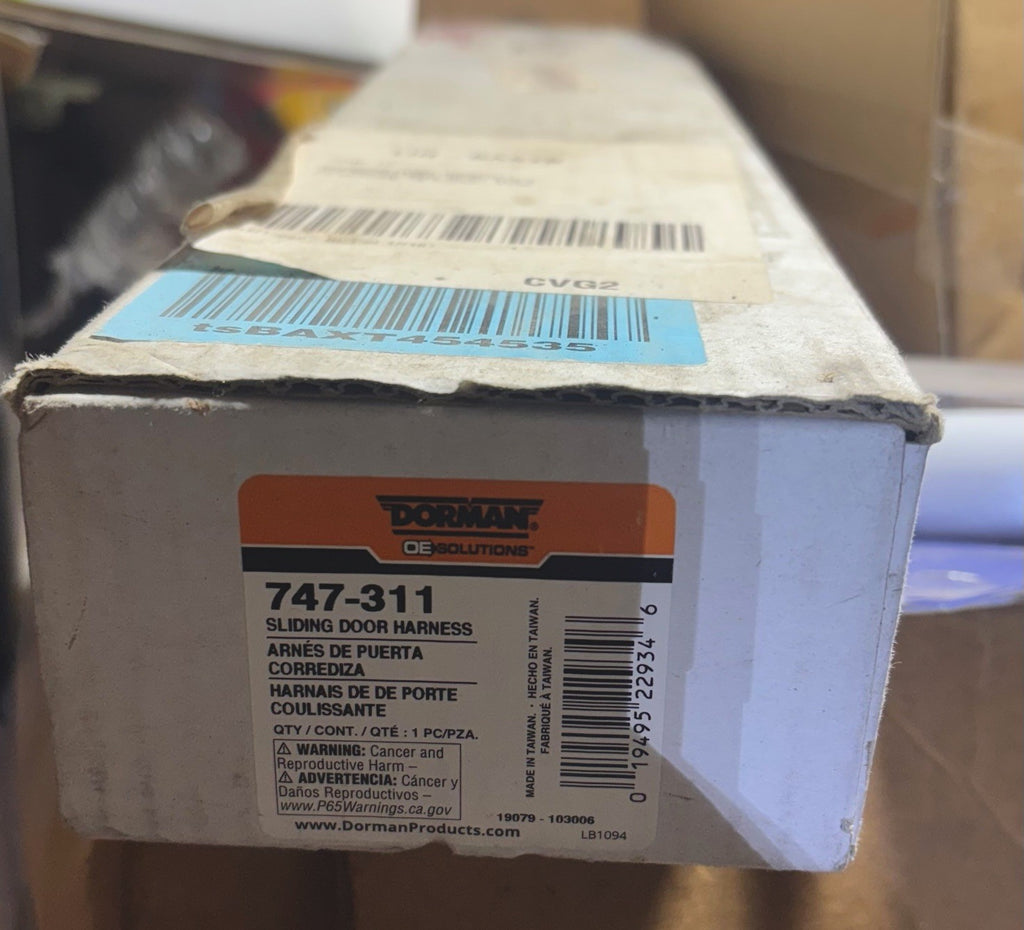 CVG2
tsBAXT454535
DORMAN®
OE SOLUTIONS™
747-311
SLIDING DOOR HARNESS
ARNÉS DE PUERTA
CORREDIZA
HARNAIS DE DE PORTE
COULISSANTE
QTY / CONT. / QTÉ : 1 PC/PZA.
⚠ WARNING: Cancer and
Reproductive Harm –
⚠ ADVERTENCIA: Cáncer y
Daños Reproductivos –
www.P65Warnings.ca.gov
www.DormanProducts.com
MADE IN TAIWAN. · HECHO EN TAIWAN.
FABRIQUÉ À TAIWAN.
0 19495 22934 6
19079 - 103006
LB1094